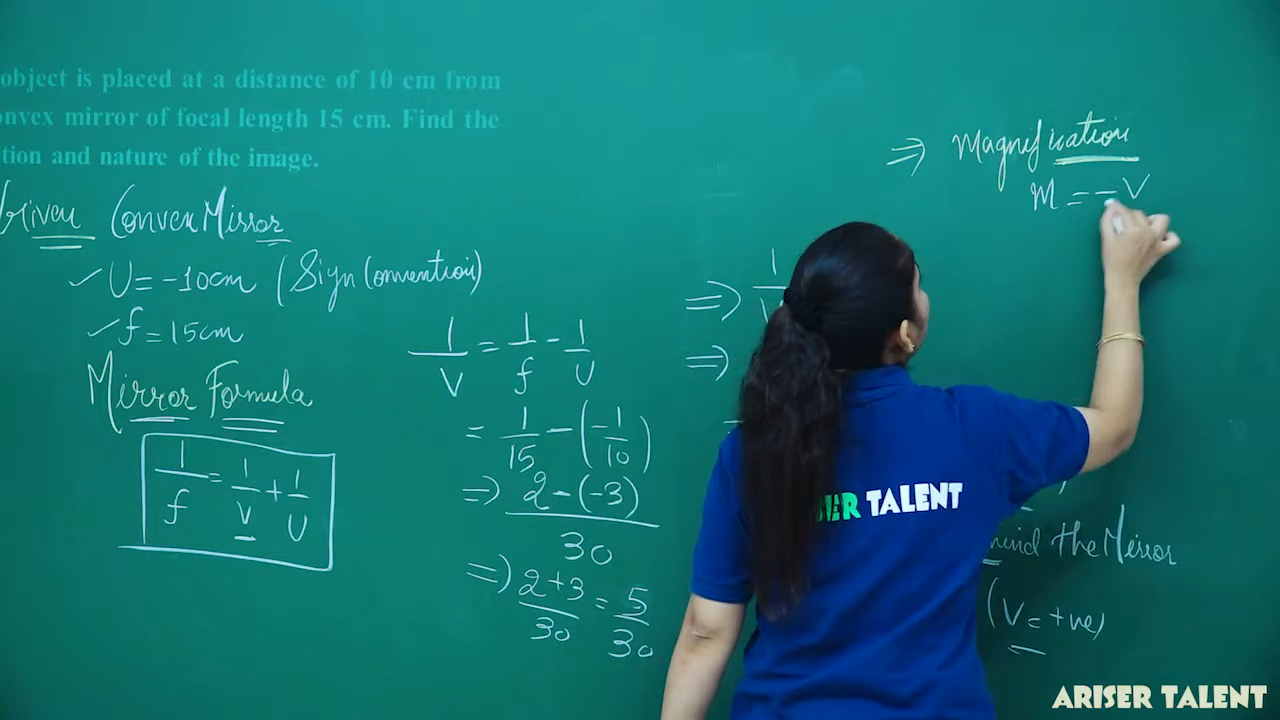 object is placed at a distance of 10 cm from
convex mirror of focal length 15 cm. Find the
tion and nature of the image.
Given Convex Mirror
✓ U = -10cm (Sign Convention)
✓ f = 15cm
Mirror Formula
1/f = 1/V + 1/U
1/V = 1/f - 1/U
= 1/15 - (-1/10)
=> 2-(-3)/30
=> 2+3/30 = 5/30
=> 1/V
=>
=> Magnification
M = -V
the Mirror
(V = +ve)
TALENT
ARISER TALENT